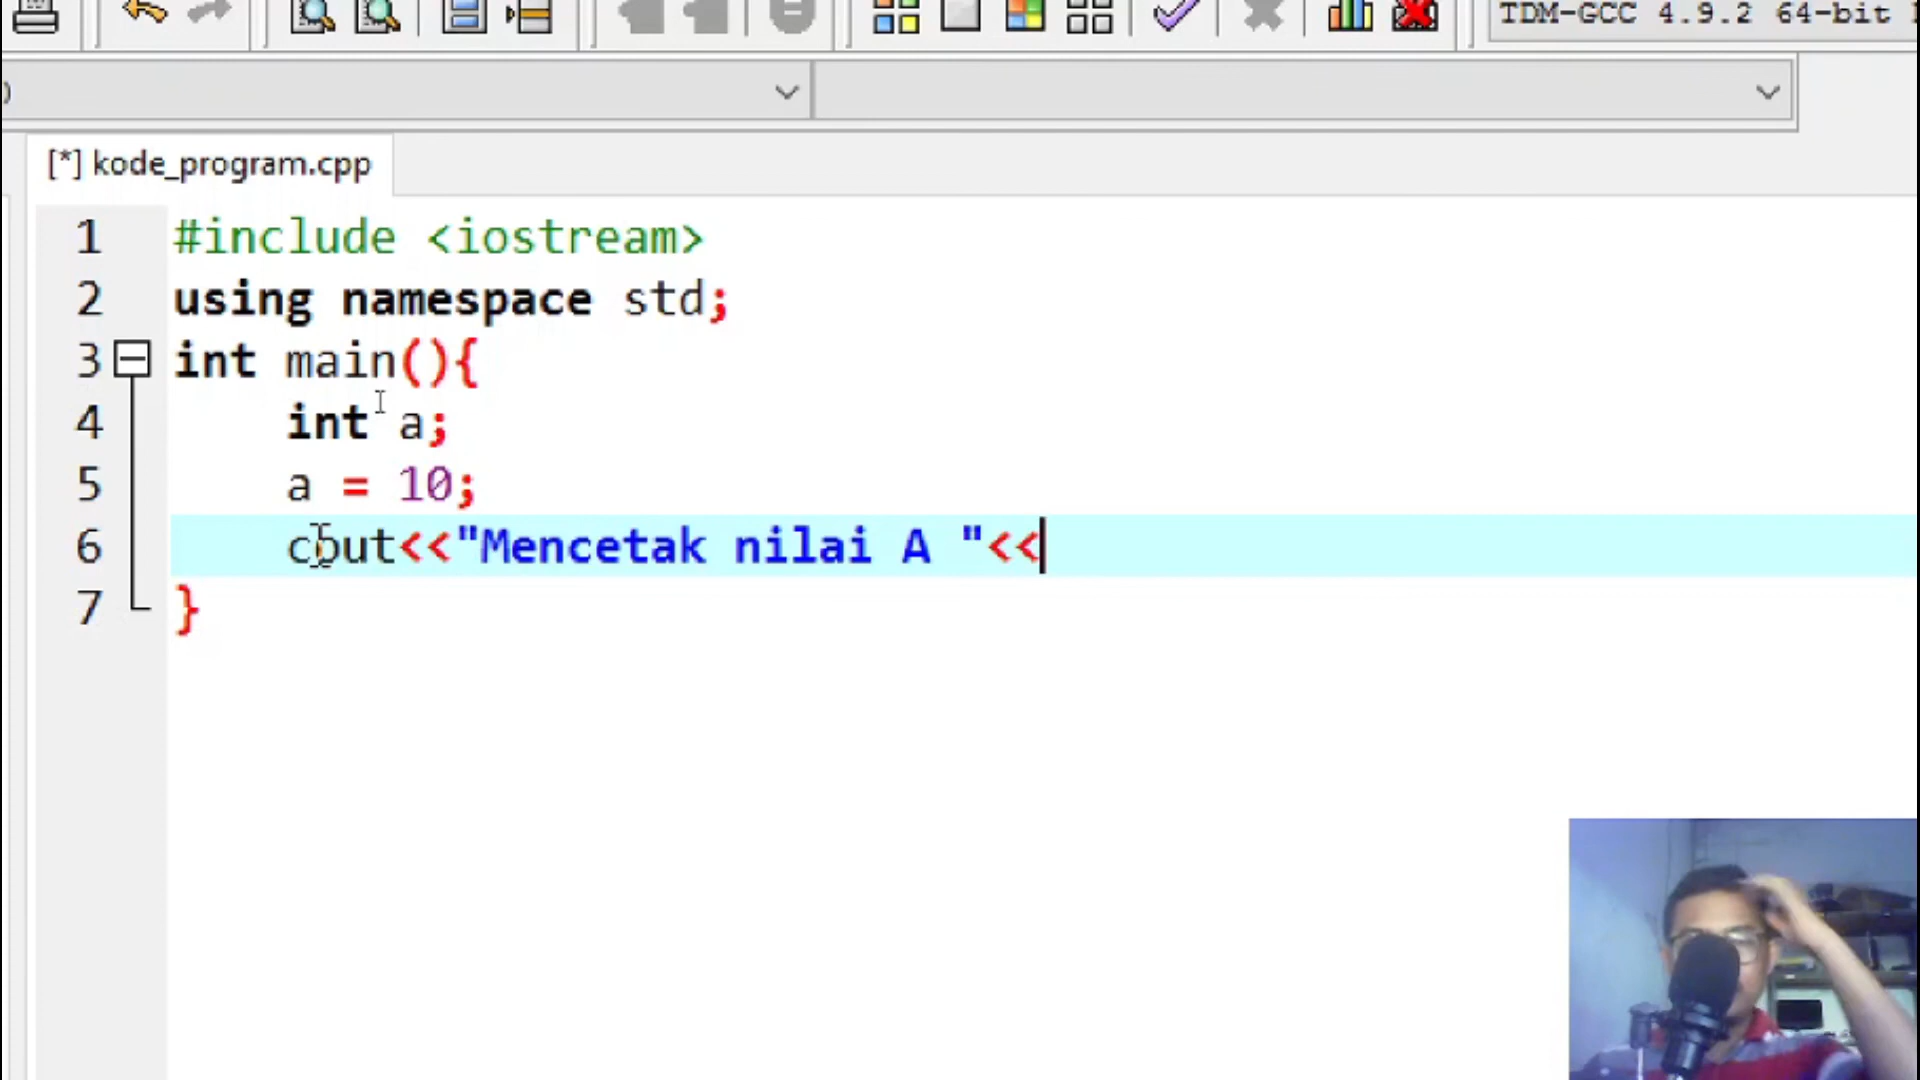 TDM-GCC 4.9.2 64-bit
[*] kode_program.cpp
1 #include <iostream>
2 using namespace std;
3 int main(){
4 int a;
5 a = 10;
6 cout<<"Mencetak nilai A "<<
7 }